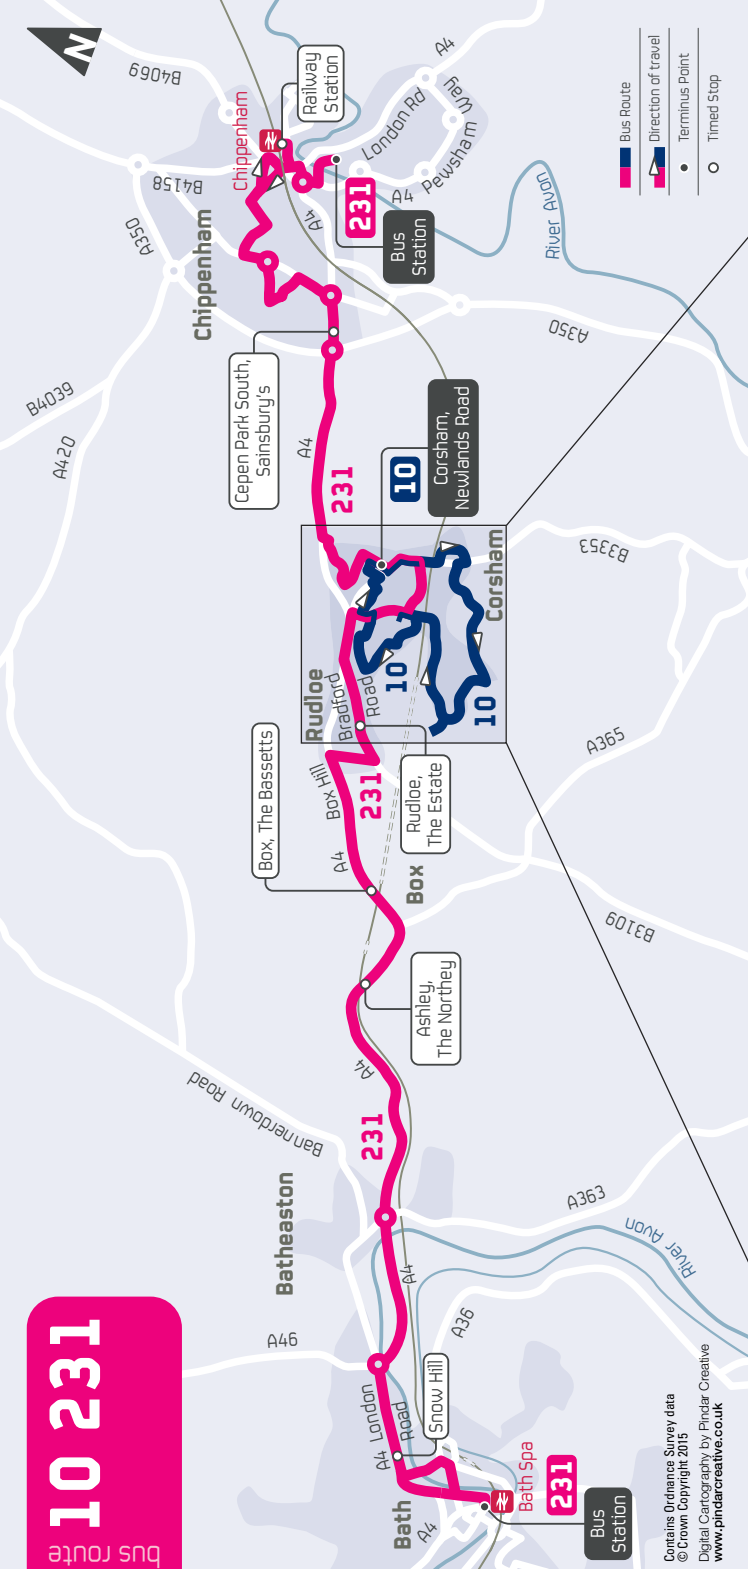 bus route
10 231
N
B4069
Railway
Station
A4
Chippenham
London Rd
Pewsham Way
B4158
A350
231
A4
A4
Bus
Station
River Avon
Chippenham
A350
Cepen Park South,
Sainsbury's
B4039
A420
A4
231
10
Corsham,
Newlands Road
Corsham
B3353
Rudloe
Bradford
Road
10
10
Box, The Bassetts
Box Hill
231
Rudloe,
The Estate
A365
A4
Box
B3109
Ashley,
The Northey
A4
Bannerdown Road
231
Batheaston
A363
River Avon
A4
A46
A36
A4 London
Road
Snow Hill
Bath
A4
Bath Spa
231
Bus
Station
Bus Route
Direction of travel
Terminus Point
Timed Stop
Contains Ordnance Survey data
© Crown Copyright 2015
Digital Cartography by Pindar Creative
www.pindarcreative.co.uk